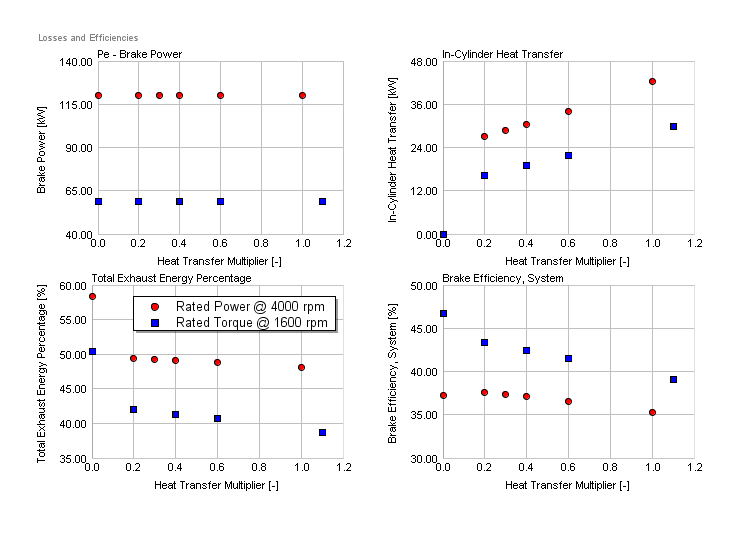 Losses and Efficiencies
Pe - Brake Power
140.00
115.00
90.00
65.00
40.00
Brake Power [kW]
0.0 0.2 0.4 0.6 0.8 1.0 1.2
Heat Transfer Multiplier [-]
In-Cylinder Heat Transfer
48.00
36.00
24.00
12.00
0.00
In-Cylinder Heat Transfer [kW]
0.0 0.2 0.4 0.6 0.8 1.0 1.2
Heat Transfer Multiplier [-]
Total Exhaust Energy Percentage
60.00
55.00
50.00
45.00
40.00
35.00
Total Exhaust Energy Percentage [%]
Rated Power @ 4000 rpm
Rated Torque @ 1600 rpm
0.0 0.2 0.4 0.6 0.8 1.0 1.2
Heat Transfer Multiplier [-]
Brake Efficiency, System
50.00
45.00
40.00
35.00
30.00
Brake Efficiency, System [%]
0.0 0.2 0.4 0.6 0.8 1.0 1.2
Heat Transfer Multiplier [-]